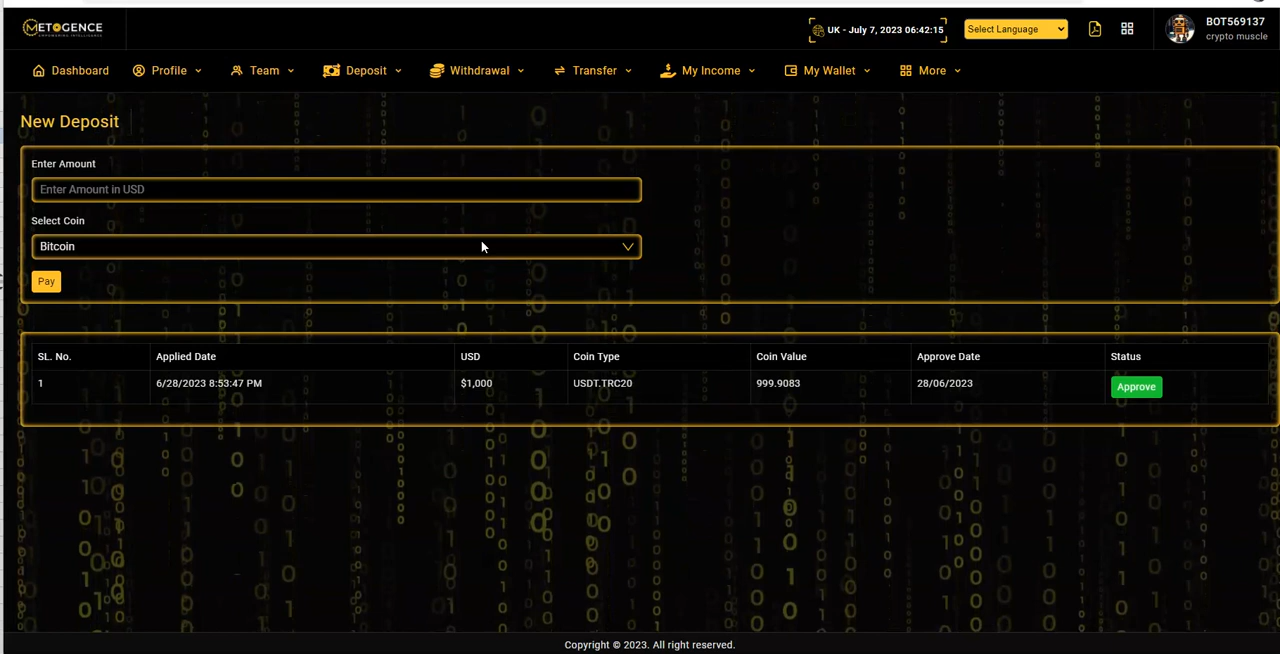 METOGENCE
EMPOWERING INTELLIGENCE
UK - July 7, 2023 06:42:15
Select Language
BOT569137
crypto muscle
Dashboard Profile Team Deposit Withdrawal Transfer My Income My Wallet More
New Deposit
Enter Amount
Enter Amount in USD
Select Coin
Bitcoin
Pay
SL. No. Applied Date USD Coin Type Coin Value Approve Date Status
1 6/28/2023 8:53:47 PM $1,000 USDT.TRC20 999.9083 28/06/2023 Approve
Copyright © 2023. All right reserved.